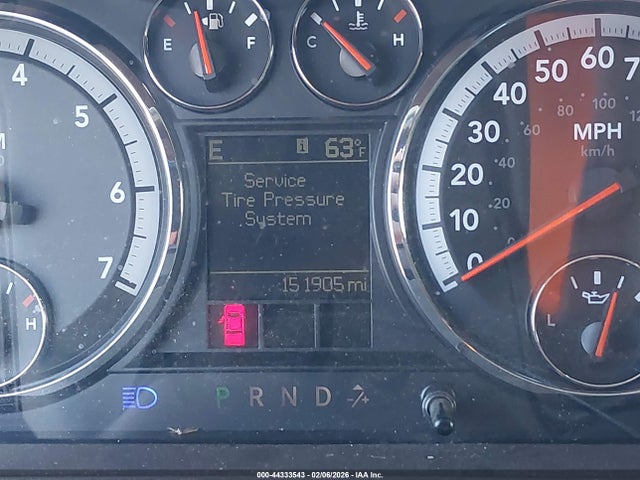 E F
C H
4
5
6
7
H
E 63°F
Service
Tire Pressure
System
151905 mi
P R N D -/+
0 10 20 30 40 50 60
20 40 60 80 100
MPH
km/h
L
000-44333543 - 02/06/2026 - IAA Inc.